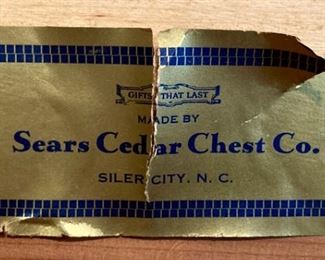 GIFTS THAT LAST
MADE BY
Sears Cedar Chest Co.
SILER CITY, N. C.